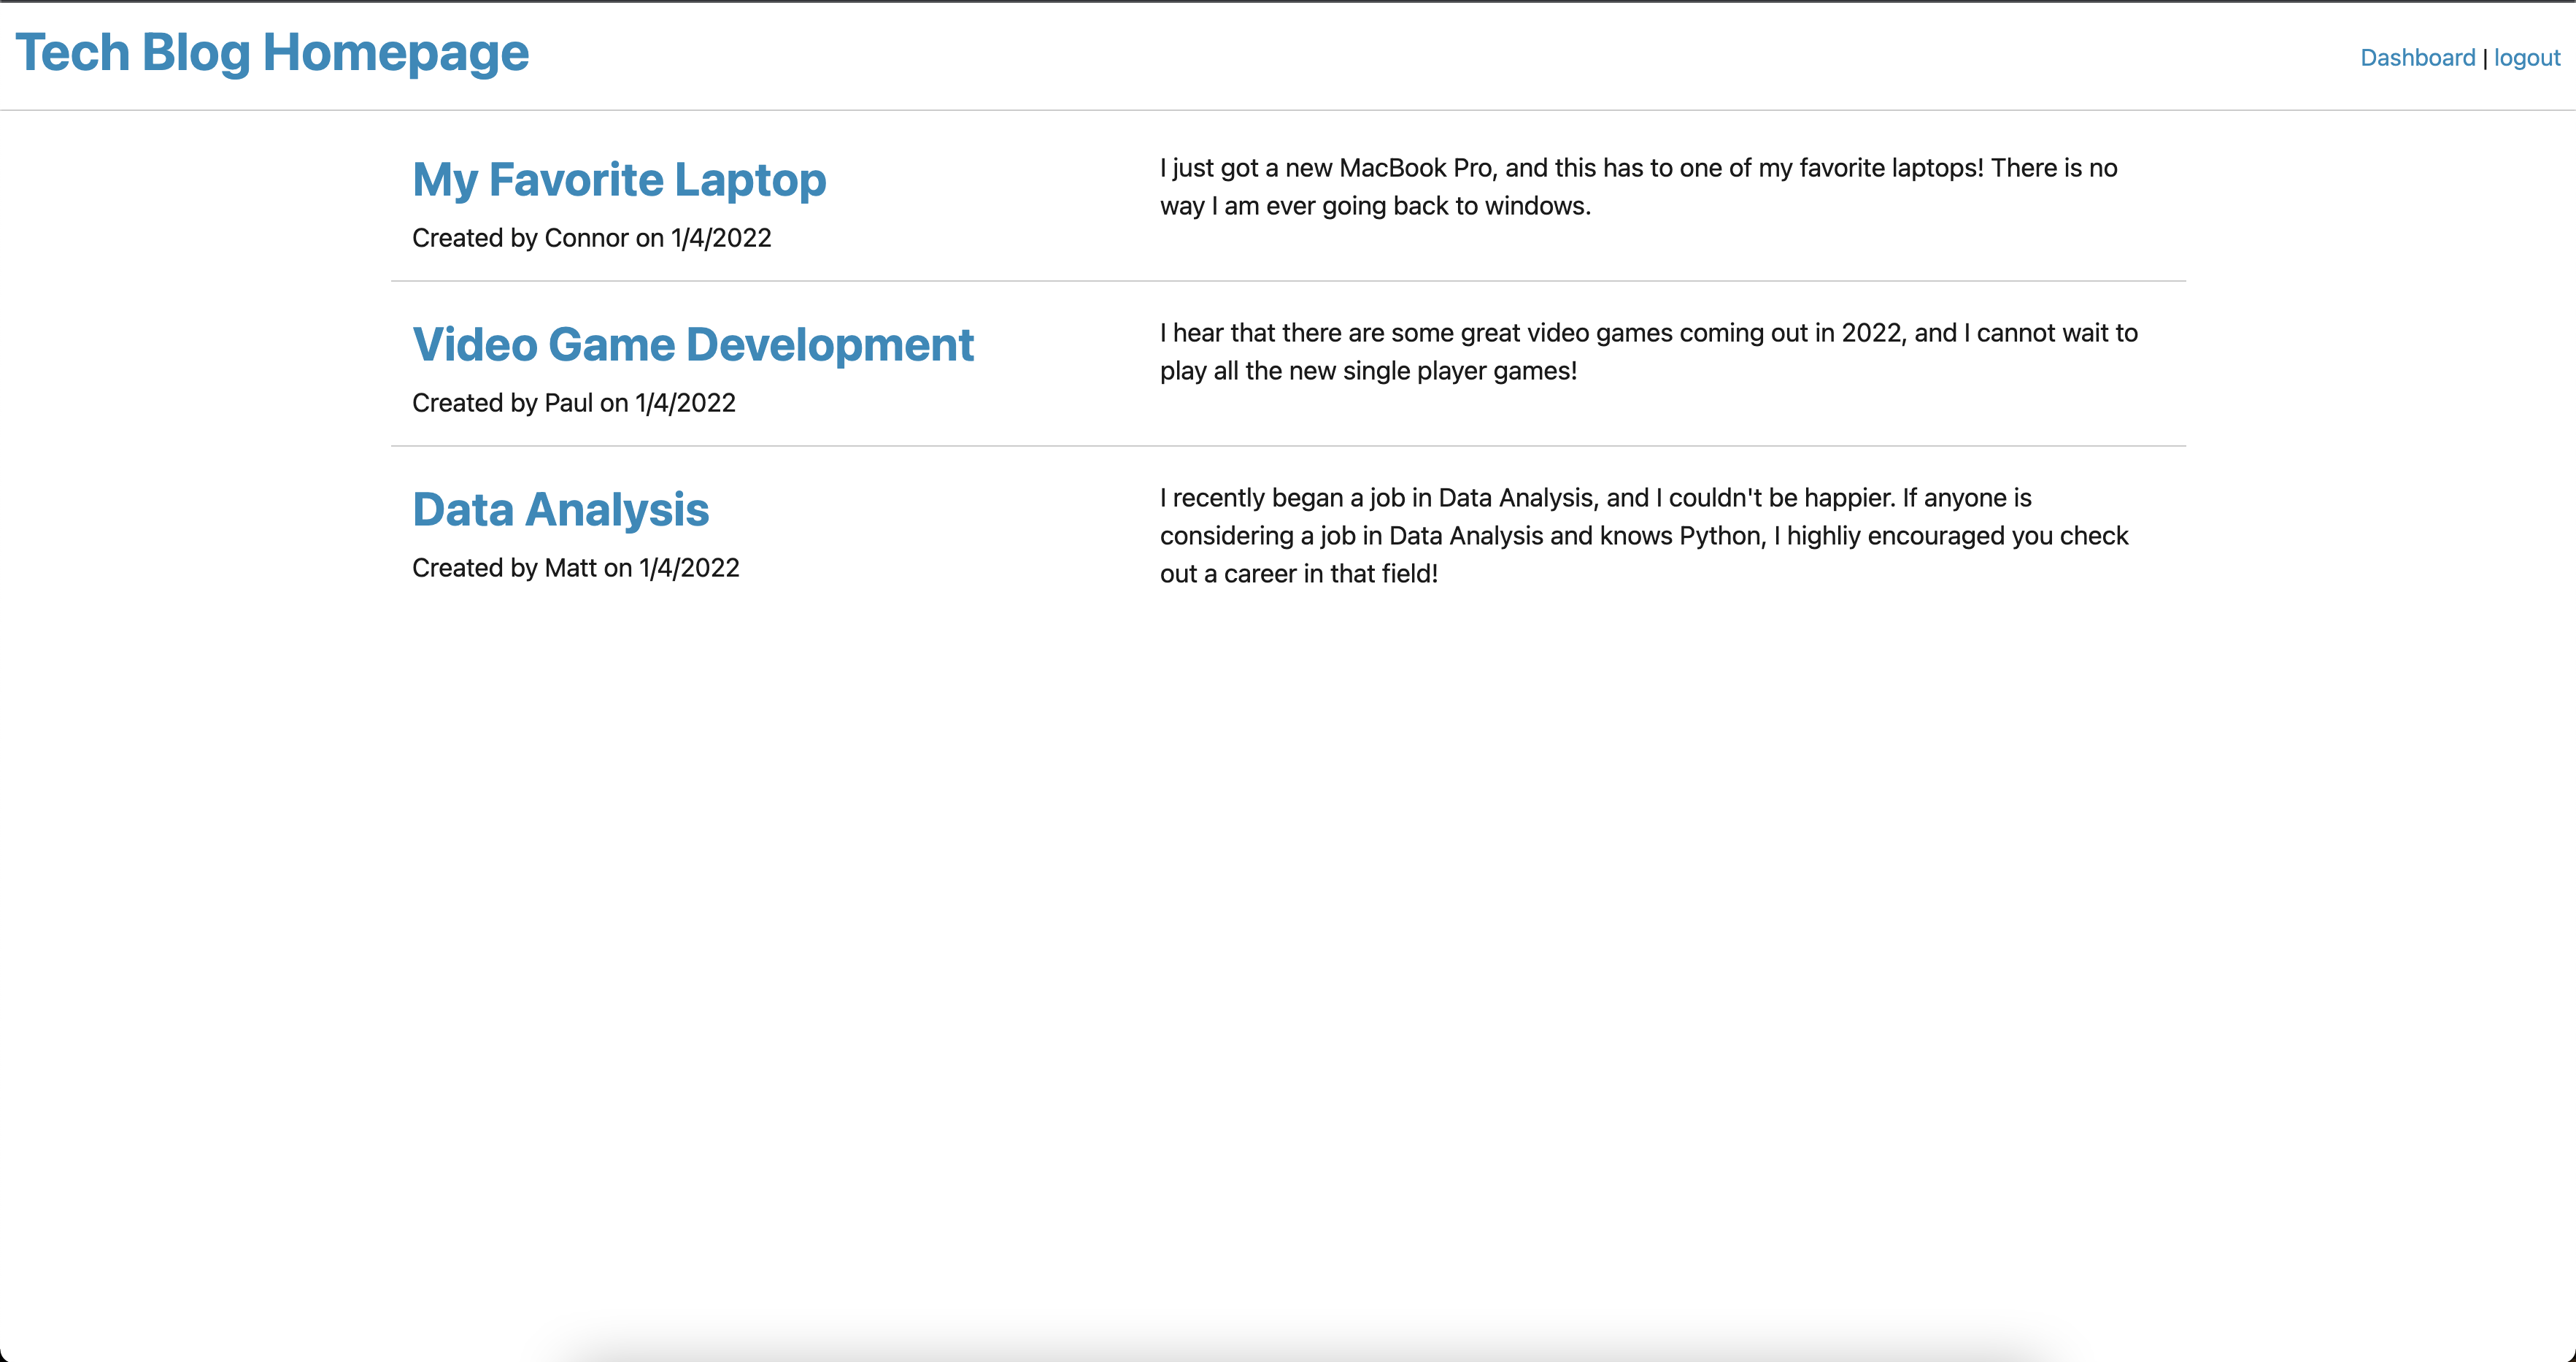 Tech Blog Homepage
Dashboard | logout
My Favorite Laptop
Created by Connor on 1/4/2022
I just got a new MacBook Pro, and this has to one of my favorite laptops! There is no
way I am ever going back to windows.
Video Game Development
Created by Paul on 1/4/2022
I hear that there are some great video games coming out in 2022, and I cannot wait to
play all the new single player games!
Data Analysis
Created by Matt on 1/4/2022
I recently began a job in Data Analysis, and I couldn't be happier. If anyone is
considering a job in Data Analysis and knows Python, I highliy encouraged you check
out a career in that field!